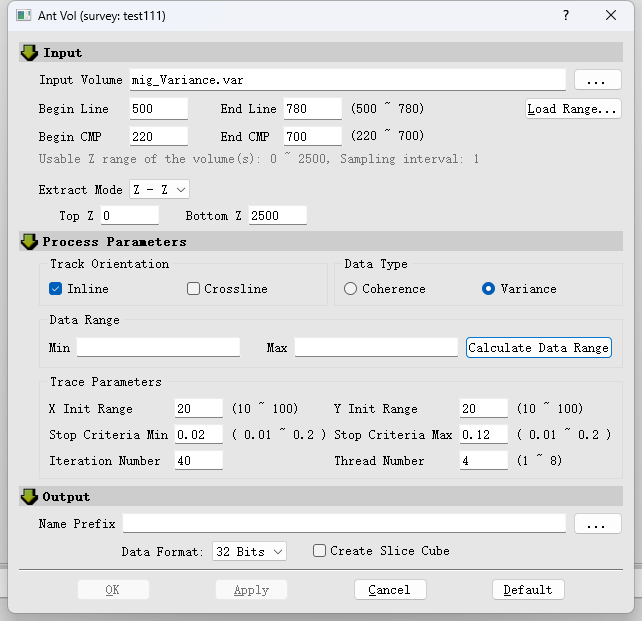 Ant Vol (survey: test111) ?
Input
Input Volume mig_Variance.var ...
Begin Line 500 End Line 780 (500 ~ 780) Load Range...
Begin CMP 220 End CMP 700 (220 ~ 700)
Usable Z range of the volume(s): 0 ~ 2500, Sampling interval: 1
Extract Mode Z - Z
Top Z 0 Bottom Z 2500
Process Parameters
Track Orientation Data Type
Inline Crossline Coherence Variance
Data Range
Min Max Calculate Data Range
Trace Parameters
X Init Range 20 (10 ~ 100) Y Init Range 20 (10 ~ 100)
Stop Criteria Min 0.02 ( 0.01 ~ 0.2 ) Stop Criteria Max 0.12 ( 0.01 ~ 0.2 )
Iteration Number 40 Thread Number 4 (1 ~ 8)
Output
Name Prefix ...
Data Format: 32 Bits Create Slice Cube
OK Apply Cancel Default